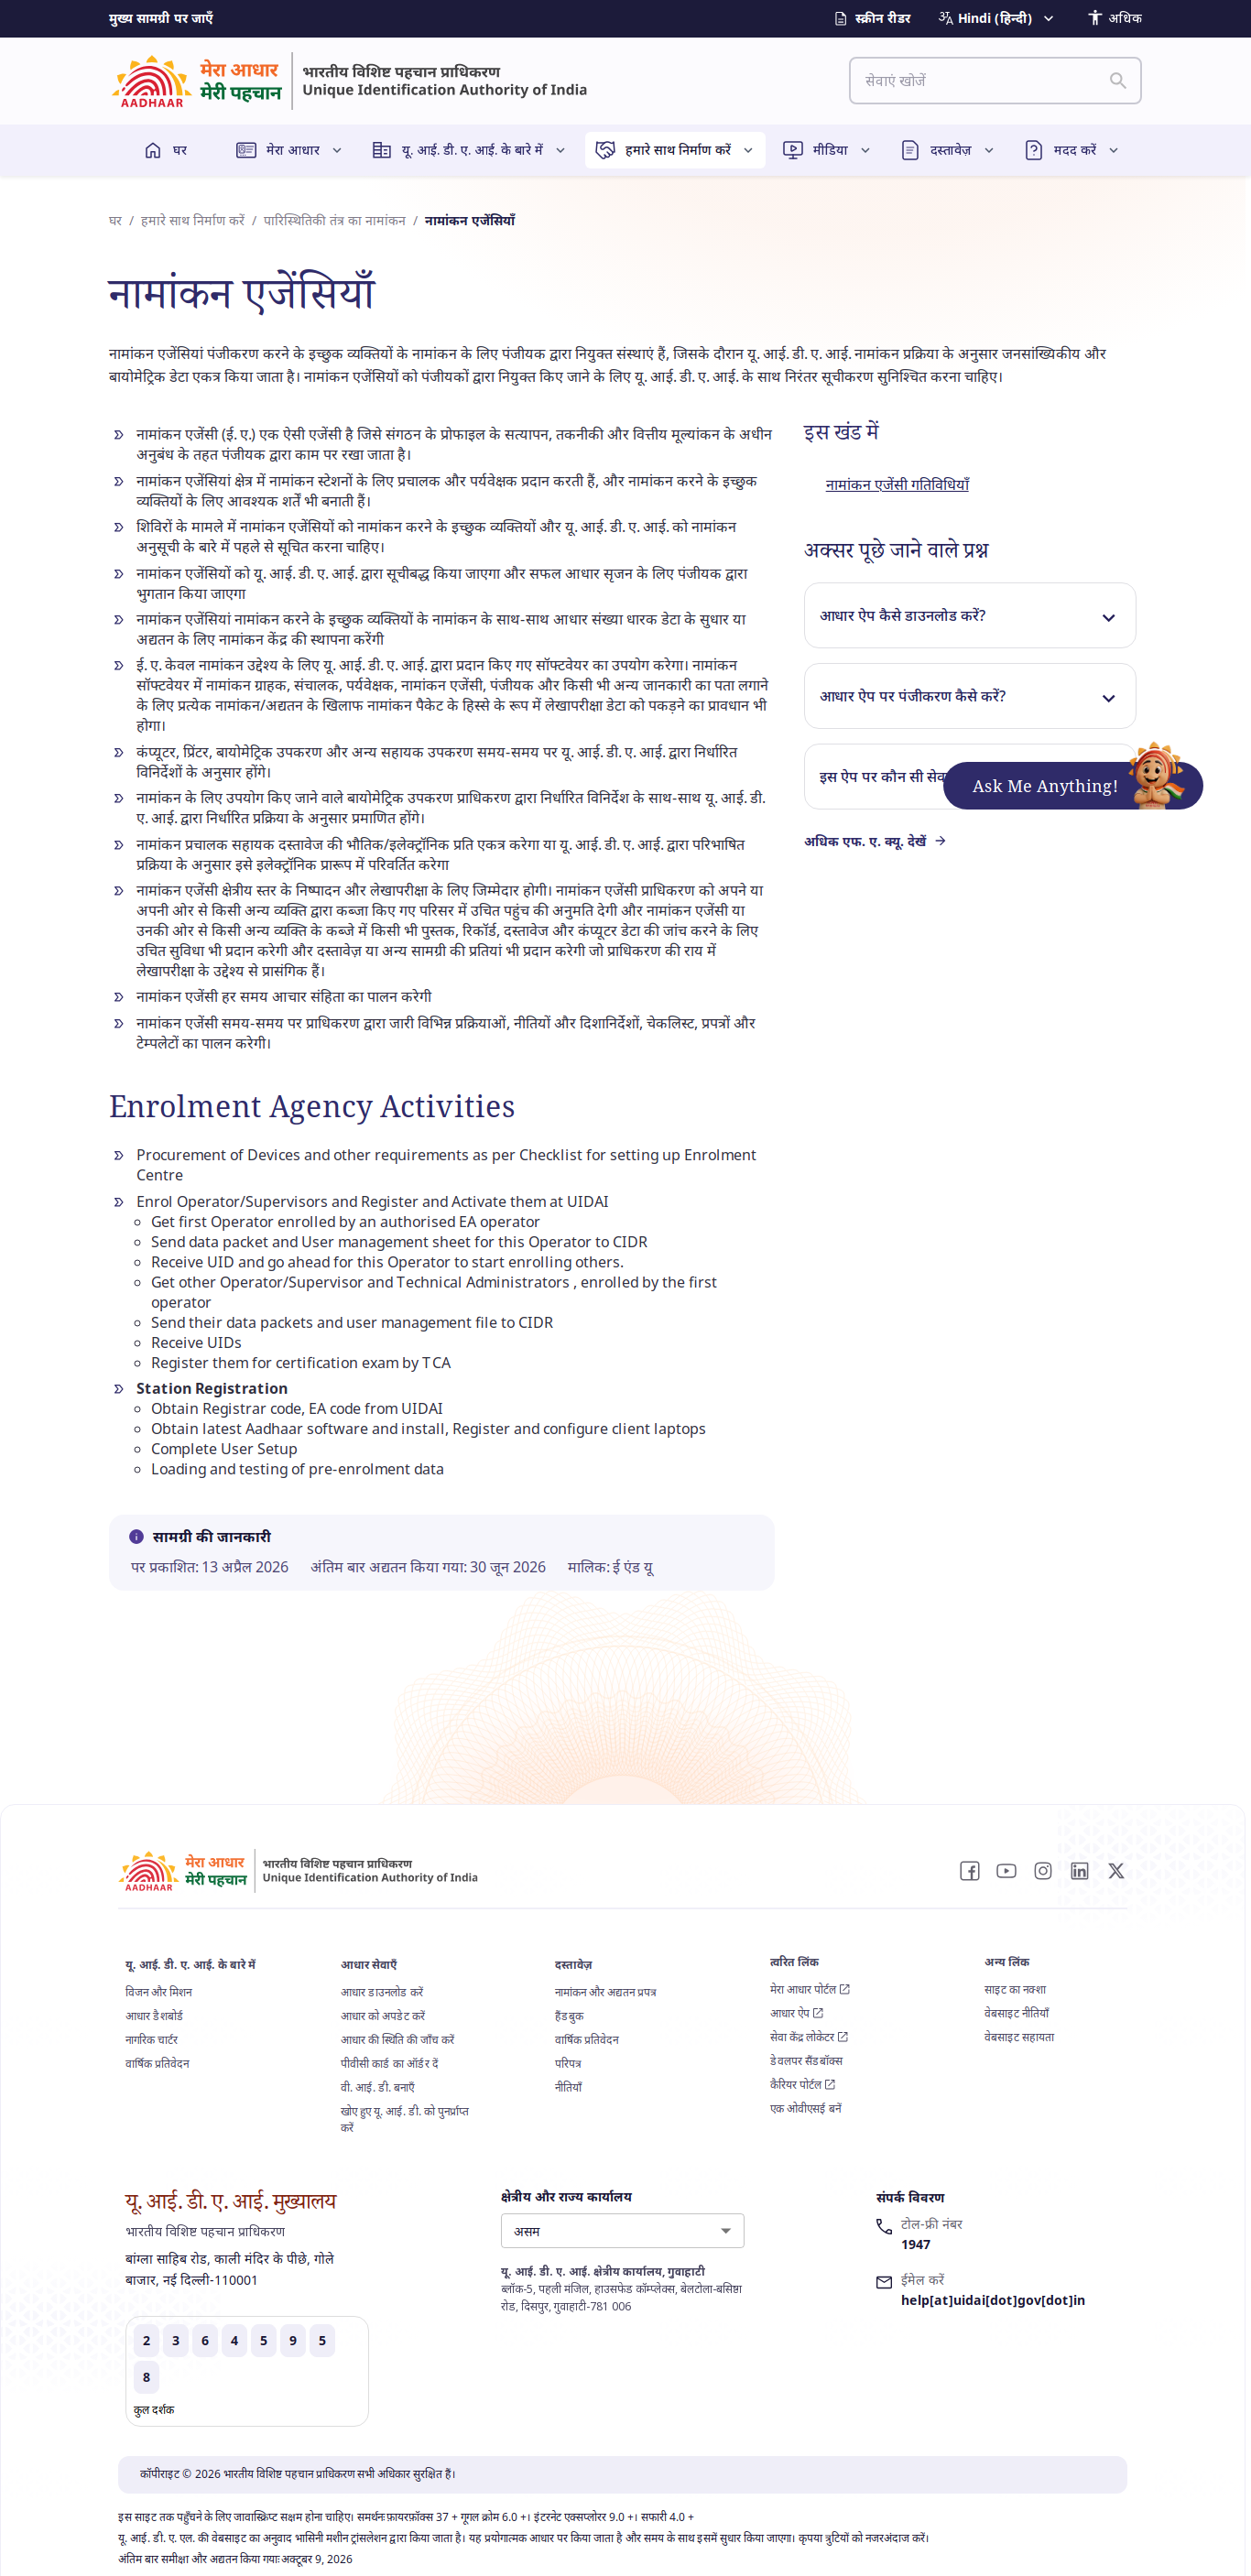 मुख्य सामग्री पर जाएँ
स्क्रीन रीडर
Hindi (हिन्दी)
अधिक
मेरा आधार
मेरी पहचान
AADHAAR
भारतीय विशिष्ट पहचान प्राधिकरण
Unique Identification Authority of India
सेवाएं खोजें
घर
मेरा आधार
यू. आई. डी. ए. आई. के बारे में
हमारे साथ निर्माण करें
मीडिया
दस्तावेज़
मदद करें
घर / हमारे साथ निर्माण करें / पारिस्थितिकी तंत्र का नामांकन / नामांकन एजेंसियाँ
नामांकन एजेंसियाँ
नामांकन एजेंसियां पंजीकरण करने के इच्छुक व्यक्तियों के नामांकन के लिए पंजीयक द्वारा नियुक्त संस्थाएं हैं, जिसके दौरान यू. आई. डी. ए. आई. नामांकन प्रक्रिया के अनुसार जनसांख्यिकीय और
बायोमेट्रिक डेटा एकत्र किया जाता है। नामांकन एजेंसियों को पंजीयकों द्वारा नियुक्त किए जाने के लिए यू. आई. डी. ए. आई. के साथ निरंतर सूचीकरण सुनिश्चित करना चाहिए।
नामांकन एजेंसी (ई. ए.) एक ऐसी एजेंसी है जिसे संगठन के प्रोफाइल के सत्यापन, तकनीकी और वित्तीय मूल्यांकन के अधीन
अनुबंध के तहत पंजीयक द्वारा काम पर रखा जाता है।
नामांकन एजेंसियां क्षेत्र में नामांकन स्टेशनों के लिए प्रचालक और पर्यवेक्षक प्रदान करती हैं, और नामांकन करने के इच्छुक
व्यक्तियों के लिए आवश्यक शर्तें भी बनाती हैं।
शिविरों के मामले में नामांकन एजेंसियों को नामांकन करने के इच्छुक व्यक्तियों और यू. आई. डी. ए. आई. को नामांकन
अनुसूची के बारे में पहले से सूचित करना चाहिए।
नामांकन एजेंसियों को यू. आई. डी. ए. आई. द्वारा सूचीबद्ध किया जाएगा और सफल आधार सृजन के लिए पंजीयक द्वारा
भुगतान किया जाएगा
नामांकन एजेंसियां नामांकन करने के इच्छुक व्यक्तियों के नामांकन के साथ-साथ आधार संख्या धारक डेटा के सुधार या
अद्यतन के लिए नामांकन केंद्र की स्थापना करेंगी
ई. ए. केवल नामांकन उद्देश्य के लिए यू. आई. डी. ए. आई. द्वारा प्रदान किए गए सॉफ्टवेयर का उपयोग करेगा। नामांकन
सॉफ्टवेयर में नामांकन ग्राहक, संचालक, पर्यवेक्षक, नामांकन एजेंसी, पंजीयक और किसी भी अन्य जानकारी का पता लगाने
के लिए प्रत्येक नामांकन/अद्यतन के खिलाफ नामांकन पैकेट के हिस्से के रूप में लेखापरीक्षा डेटा को पकड़ने का प्रावधान भी
होगा।
कंप्यूटर, प्रिंटर, बायोमेट्रिक उपकरण और अन्य सहायक उपकरण समय-समय पर यू. आई. डी. ए. आई. द्वारा निर्धारित
विनिर्देशों के अनुसार होंगे।
नामांकन के लिए उपयोग किए जाने वाले बायोमेट्रिक उपकरण प्राधिकरण द्वारा निर्धारित विनिर्देश के साथ-साथ यू. आई. डी.
ए. आई. द्वारा निर्धारित प्रक्रिया के अनुसार प्रमाणित होंगे।
नामांकन प्रचालक सहायक दस्तावेज की भौतिक/इलेक्ट्रॉनिक प्रति एकत्र करेगा या यू. आई. डी. ए. आई. द्वारा परिभाषित
प्रक्रिया के अनुसार इसे इलेक्ट्रॉनिक प्रारूप में परिवर्तित करेगा
नामांकन एजेंसी क्षेत्रीय स्तर के निष्पादन और लेखापरीक्षा के लिए जिम्मेदार होगी। नामांकन एजेंसी प्राधिकरण को अपने या
अपनी ओर से किसी अन्य व्यक्ति द्वारा कब्जा किए गए परिसर में उचित पहुंच की अनुमति देगी और नामांकन एजेंसी या
उनकी ओर से किसी अन्य व्यक्ति के कब्जे में किसी भी पुस्तक, रिकॉर्ड, दस्तावेज और कंप्यूटर डेटा की जांच करने के लिए
उचित सुविधा भी प्रदान करेगी और दस्तावेज़ या अन्य सामग्री की प्रतियां भी प्रदान करेगी जो प्राधिकरण की राय में
लेखापरीक्षा के उद्देश्य से प्रासंगिक हैं।
नामांकन एजेंसी हर समय आचार संहिता का पालन करेगी
नामांकन एजेंसी समय-समय पर प्राधिकरण द्वारा जारी विभिन्न प्रक्रियाओं, नीतियों और दिशानिर्देशों, चेकलिस्ट, प्रपत्रों और
टेम्पलेटों का पालन करेगी।
इस खंड में
नामांकन एजेंसी गतिविधियाँ
अक्सर पूछे जाने वाले प्रश्न
आधार ऐप कैसे डाउनलोड करें?
आधार ऐप पर पंजीकरण कैसे करें?
इस ऐप पर कौन सी
Ask Me Anything!
अधिक एफ. ए. क्यू. देखें
Enrolment Agency Activities
Procurement of Devices and other requirements as per Checklist for setting up Enrolment
Centre
Enrol Operator/Supervisors and Register and Activate them at UIDAI
Get first Operator enrolled by an authorised EA operator
Send data packet and User management sheet for this Operator to CIDR
Receive UID and go ahead for this Operator to start enrolling others.
Get other Operator/Supervisor and Technical Administrators , enrolled by the first
operator
Send their data packets and user management file to CIDR
Receive UIDs
Register them for certification exam by TCA
Station Registration
Obtain Registrar code, EA code from UIDAI
Obtain latest Aadhaar software and install, Register and configure client laptops
Complete User Setup
Loading and testing of pre-enrolment data
सामग्री की जानकारी
पर प्रकाशित: 13 अप्रैल 2026 अंतिम बार अद्यतन किया गया: 30 जून 2026 मालिक: ई एंड यू
मेरा आधार
मेरी पहचान
AADHAAR
भारतीय विशिष्ट पहचान प्राधिकरण
Unique Identification Authority of India
यू. आई. डी. ए. आई. के बारे में
विजन और मिशन
आधार डैशबोर्ड
नागरिक चार्टर
वार्षिक प्रतिवेदन
आधार सेवाएँ
आधार डाउनलोड करें
आधार को अपडेट करें
आधार की स्थिति की जाँच करें
पीवीसी कार्ड का ऑर्डर दें
वी. आई. डी. बनाएँ
खोए हुए यू. आई. डी. को पुनर्प्राप्त
करें
दस्तावेज़
नामांकन और अद्यतन प्रपत्र
हैंडबुक
वार्षिक प्रतिवेदन
परिपत्र
नीतियाँ
त्वरित लिंक
मेरा आधार पोर्टल
आधार ऐप
सेवा केंद्र लोकेटर
डेवलपर सैंडबॉक्स
कैरियर पोर्टल
एक ओवीएसई बनें
अन्य लिंक
साइट का नक्शा
वेबसाइट नीतियाँ
वेबसाइट सहायता
यू. आई. डी. ए. आई. मुख्यालय
भारतीय विशिष्ट पहचान प्राधिकरण
बांग्ला साहिब रोड, काली मंदिर के पीछे, गोले
बाजार, नई दिल्ली-110001
2 3 6 4 5 9 5
8
कुल दर्शक
क्षेत्रीय और राज्य कार्यालय
असम
यू. आई. डी. ए. आई. क्षेत्रीय कार्यालय, गुवाहाटी
ब्लॉक-5, पहली मंजिल, हाउसफेड कॉम्प्लेक्स, बेलटोला-बसिष्ठा
रोड, दिसपुर, गुवाहाटी-781 006
संपर्क विवरण
टोल-फ्री नंबर
1947
ईमेल करें
help[at]uidai[dot]gov[dot]in
कॉपीराइट © 2026 भारतीय विशिष्ट पहचान प्राधिकरण सभी अधिकार सुरक्षित हैं।
इस साइट तक पहुँचने के लिए जावास्क्रिप्ट सक्षम होना चाहिए। समर्थनः फ़ायरफ़ॉक्स 37 + गूगल क्रोम 6.0 +। इंटरनेट एक्सप्लोरर 9.0 +। सफारी 4.0 +
यू. आई. डी. ए. एल. की वेबसाइट का अनुवाद भासिनी मशीन ट्रांसलेशन द्वारा किया जाता है। यह प्रयोगात्मक आधार पर किया जाता है और समय के साथ इसमें सुधार किया जाएगा। कृपया त्रुटियों को नजरअंदाज करें।
अंतिम बार समीक्षा और अद्यतन किया गयाः अक्टूबर 9, 2026